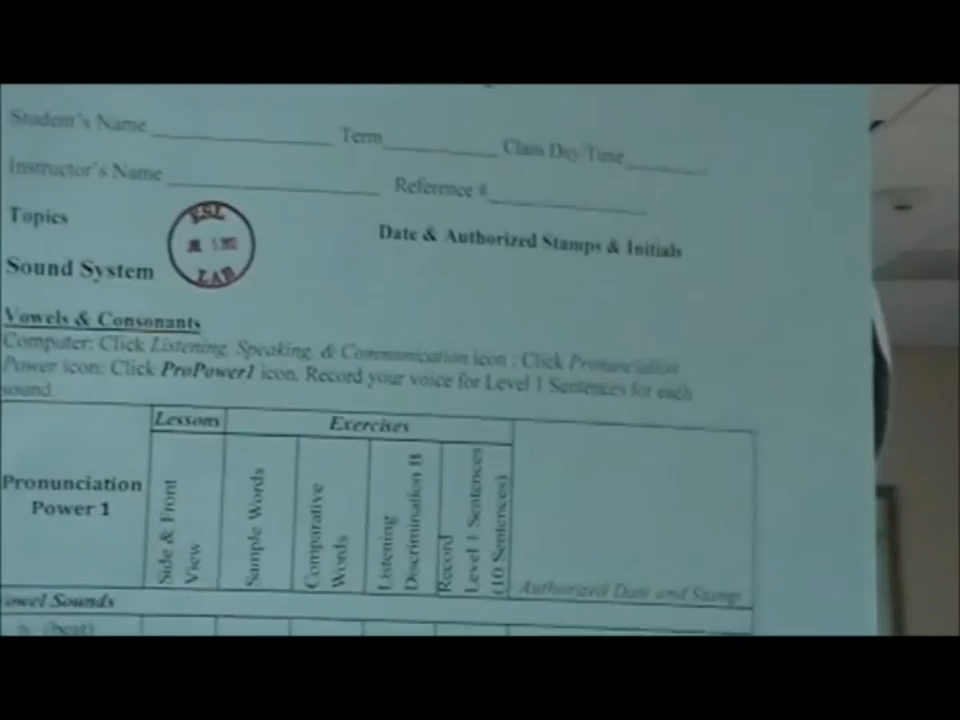 Student's Name Term Class Day Time
Instructor's Name Reference #
Topics
ESL
LAB
Date & Authorized Stamps & Initials
Sound System
Vowels & Consonants
Computer: Click Listening, Speaking, & Communication icon : Click Pronunciation
Power icon: Click ProPower1 icon. Record your voice for Level 1 Sentences for each
sound.
Lessons
Exercises
Pronunciation
Power 1
Side & Front
View
Sample Words
Comparative
Words
Listening
Discrimination B
Record
Level 1 Sentences
(10 Sentences)
Authorized Date and Stamp
Vowel Sounds